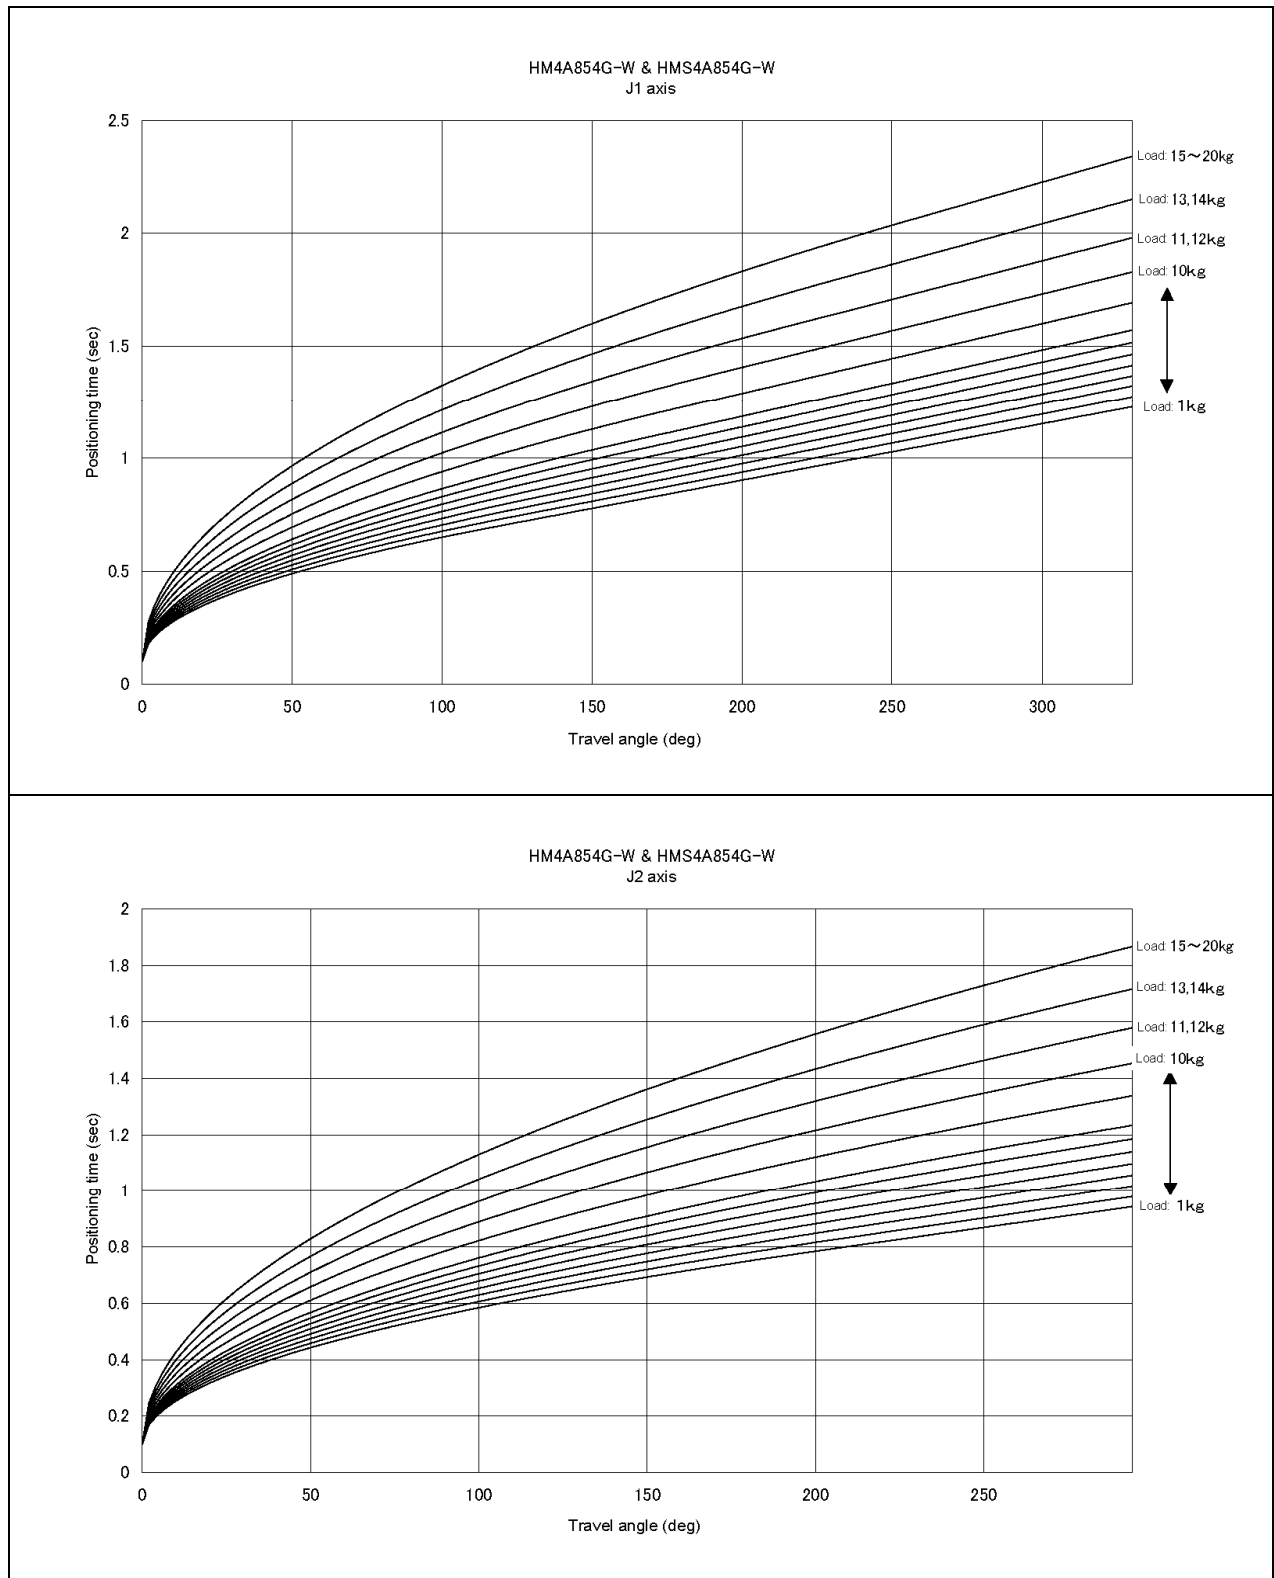 HM4A854G-W & HMS4A854G-W
J1 axis
2.5
2
1.5
1
0.5
0
Positioning time (sec)
Load: 15～20kg
Load: 13,14kg
Load: 11,12kg
Load: 10kg
Load: 1kg
0 50 100 150 200 250 300
Travel angle (deg)
HM4A854G-W & HMS4A854G-W
J2 axis
2
1.8
1.6
1.4
1.2
1
0.8
0.6
0.4
0.2
0
Positioning time (sec)
Load: 15～20kg
Load: 13,14kg
Load: 11,12kg
Load: 10kg
Load: 1kg
0 50 100 150 200 250
Travel angle (deg)